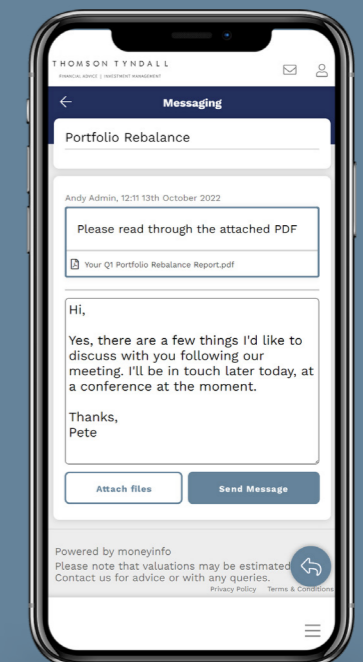 THOMSON TYNDALL
FINANCIAL ADVICE | INVESTMENT MANAGEMENT
Messaging
Portfolio Rebalance
Andy Admin, 12:11 13th October 2022
Please read through the attached PDF
Your Q1 Portfolio Rebalance Report.pdf
Hi,
Yes, there are a few things I'd like to
discuss with you following our
meeting. I'll be in touch later today, at
a conference at the moment.
Thanks,
Pete
Attach files
Send Message
Powered by moneyinfo
Please note that valuations may be estimated
Contact us for advice or with any queries.
Privacy Policy Terms & Conditions